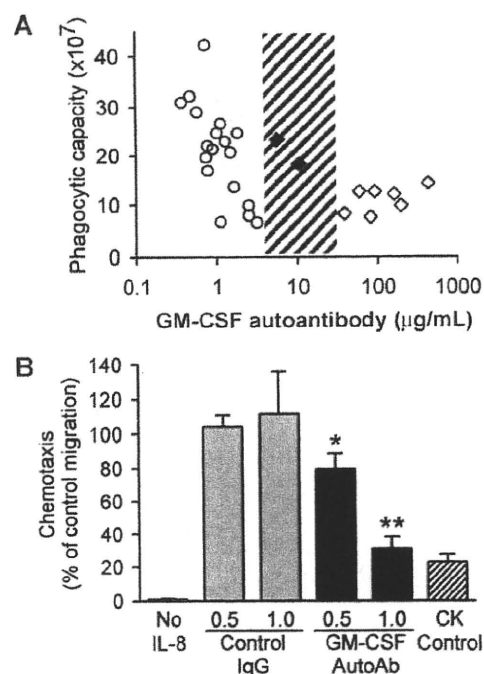 A
Phagocytic capacity (x10⁷)
50
40
30
20
10
0
0.1 1 10 100 1000
GM-CSF autoantibody (µg/mL)
B
Chemotaxis
(% of control migration)
140
120
100
80
60
40
20
0
*
**
No 0.5 1.0 0.5 1.0 CK
IL-8 Control GM-CSF Control
IgG AutoAb